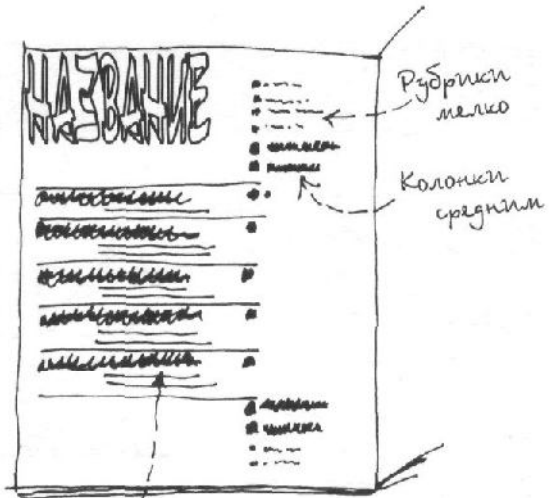 НАЗВАНИЕ
Рубрики
мелко
Колонки
средним